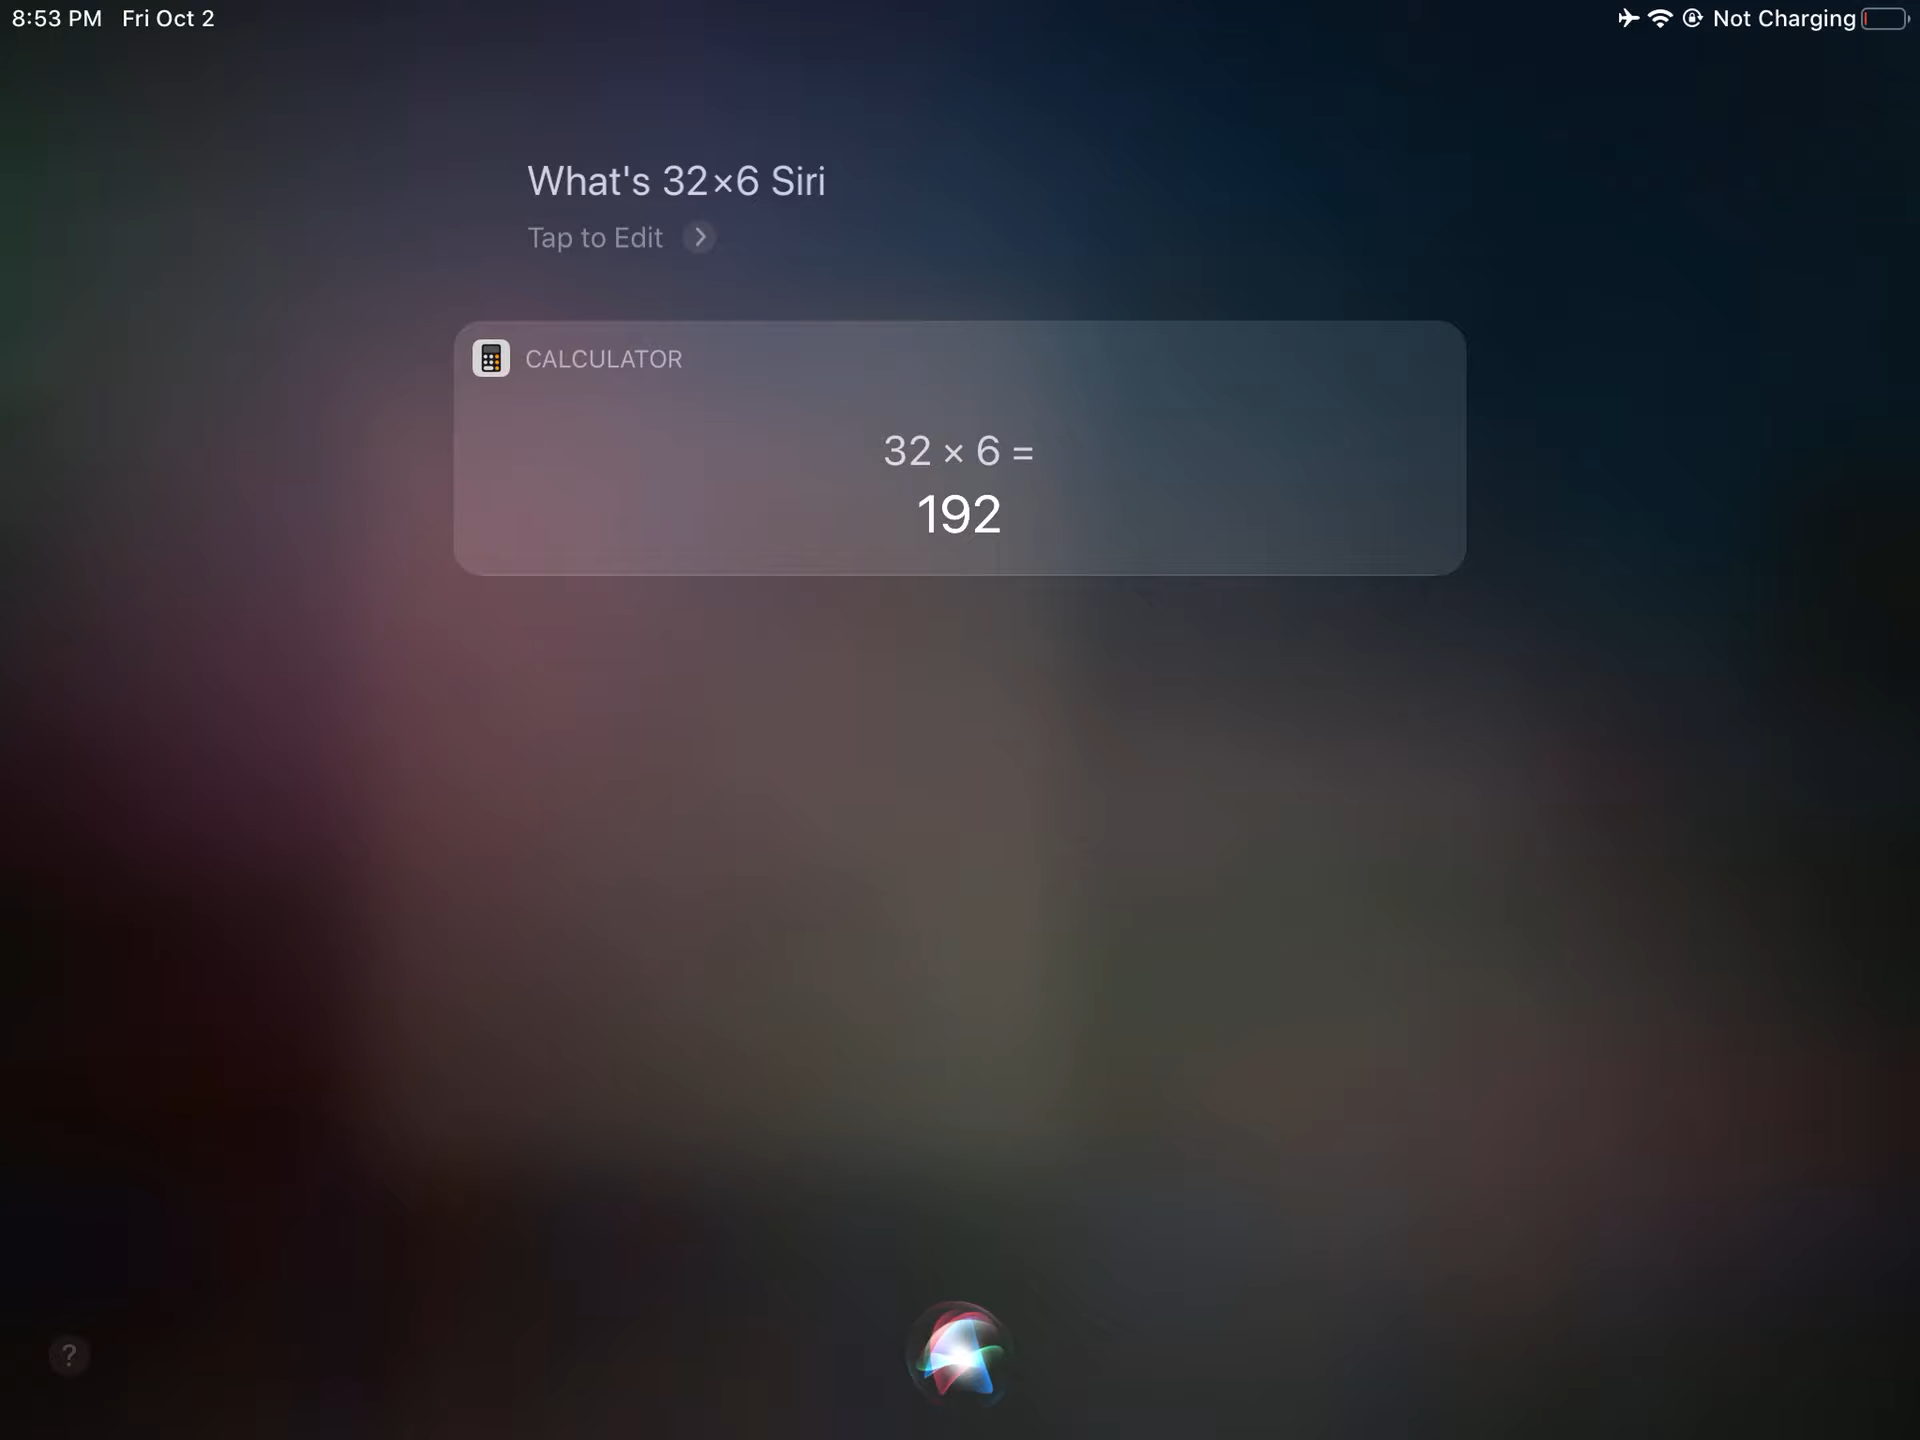 8:53 PM Fri Oct 2
Not Charging
What's 32×6 Siri
Tap to Edit
CALCULATOR
32 × 6 =
192
?